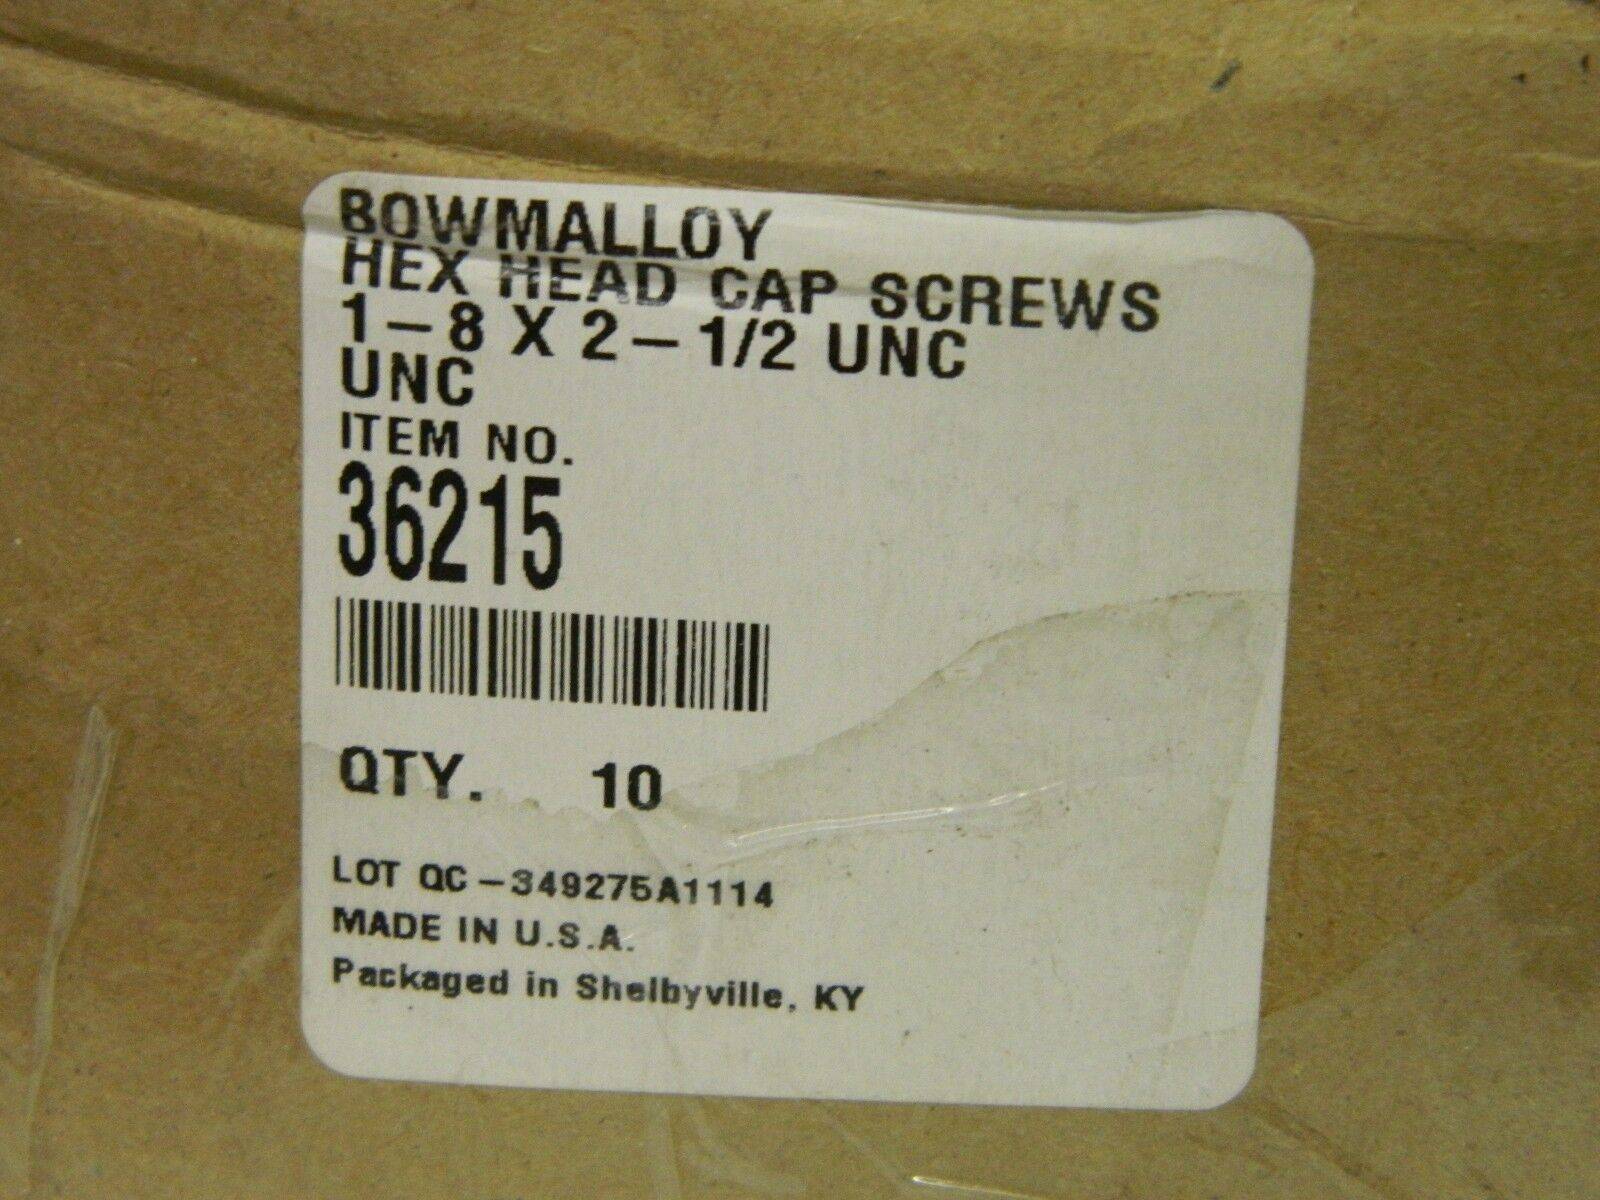 BOWMALLOY
HEX HEAD CAP SCREWS
1-8 X 2-1/2 UNC
UNC
ITEM NO.
36215
QTY. 10
LOT QC-349275A1114
MADE IN U.S.A.
Packaged in Shelbyville, KY